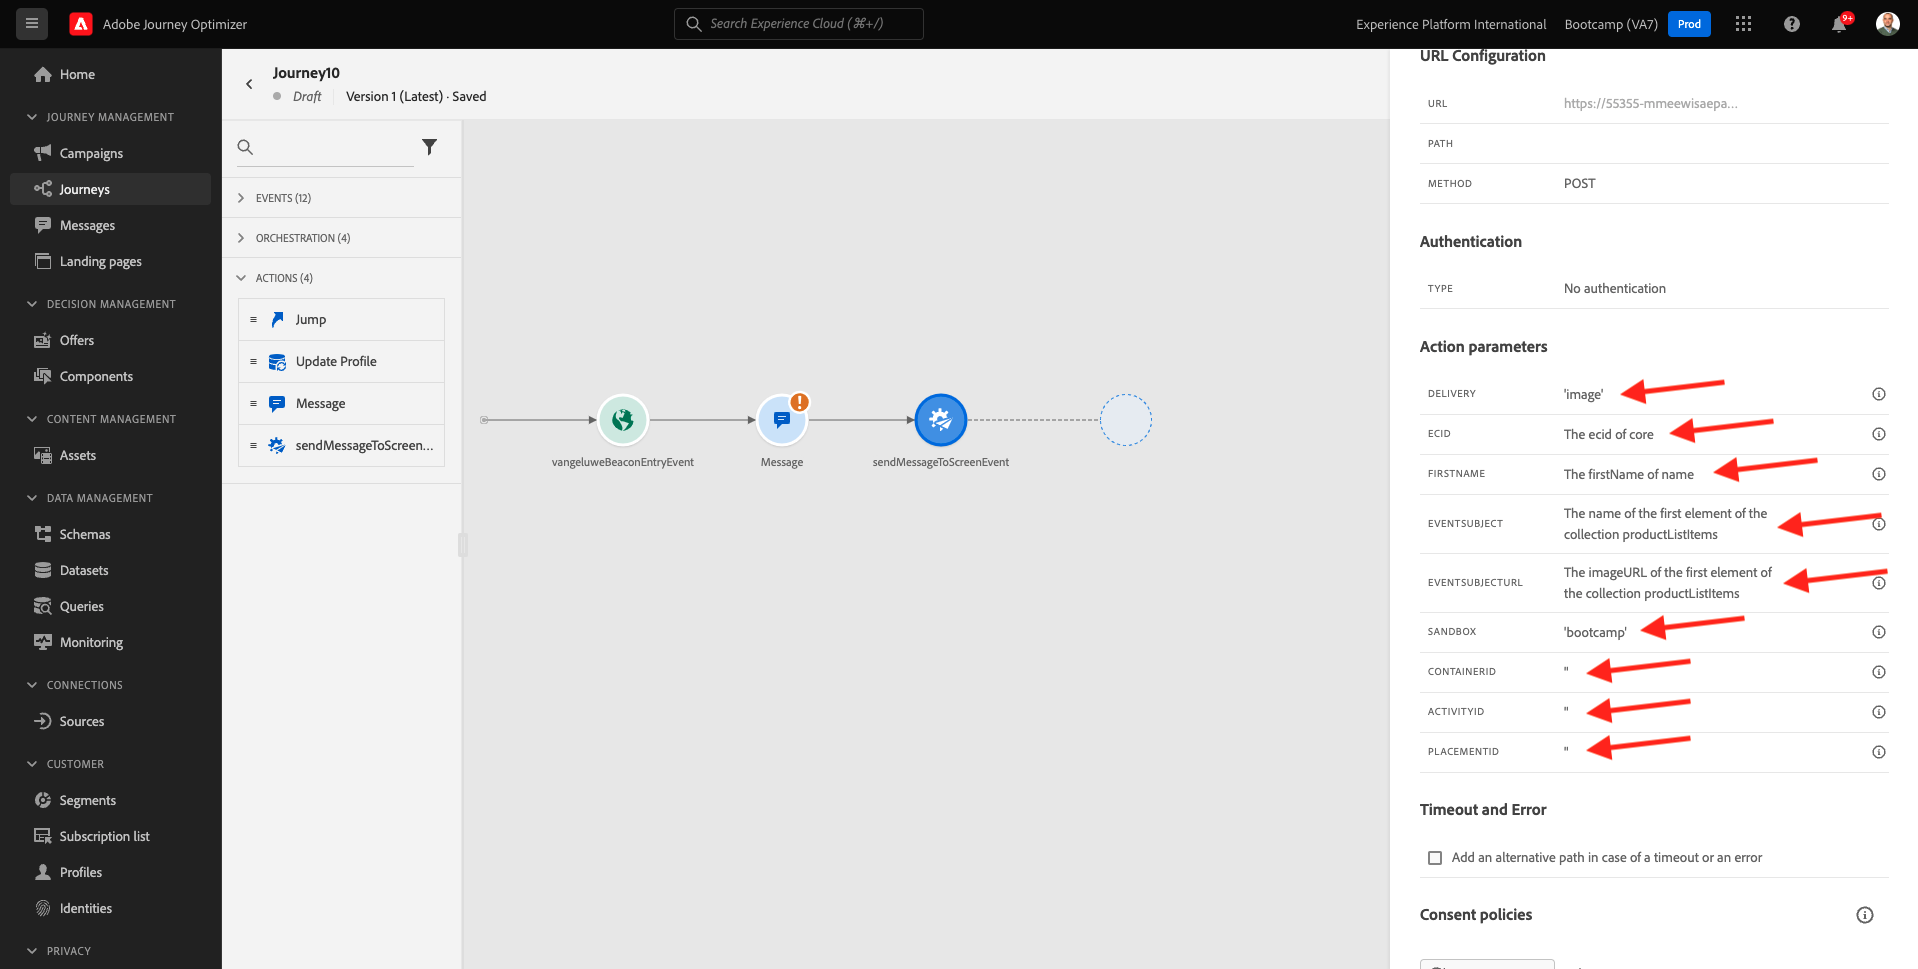 Adobe Journey Optimizer
Search Experience Cloud (⌘+/)
Experience Platform International
Bootcamp (VA7)
Prod
9+
Home
JOURNEY MANAGEMENT
Campaigns
Journeys
Messages
Landing pages
DECISION MANAGEMENT
Offers
Components
CONTENT MANAGEMENT
Assets
DATA MANAGEMENT
Schemas
Datasets
Queries
Monitoring
CONNECTIONS
Sources
CUSTOMER
Segments
Subscription list
Profiles
Identities
PRIVACY
Journey10
Draft
Version 1 (Latest) · Saved
EVENTS (12)
ORCHESTRATION (4)
ACTIONS (4)
Jump
Update Profile
Message
sendMessageToScreen...
vangeluweBeaconEntryEvent
Message
sendMessageToScreenEvent
URL Configuration
URL
https://55355-mmeewisaepa...
PATH
METHOD
POST
Authentication
TYPE
No authentication
Action parameters
DELIVERY
'image'
ECID
The ecid of core
FIRSTNAME
The firstName of name
EVENTSUBJECT
The name of the first element of the
collection productListItems
EVENTSUBJECTURL
The imageURL of the first element of
the collection productListItems
SANDBOX
'bootcamp'
CONTAINERID
''
ACTIVITYID
''
PLACEMENTID
''
Timeout and Error
Add an alternative path in case of a timeout or an error
Consent policies